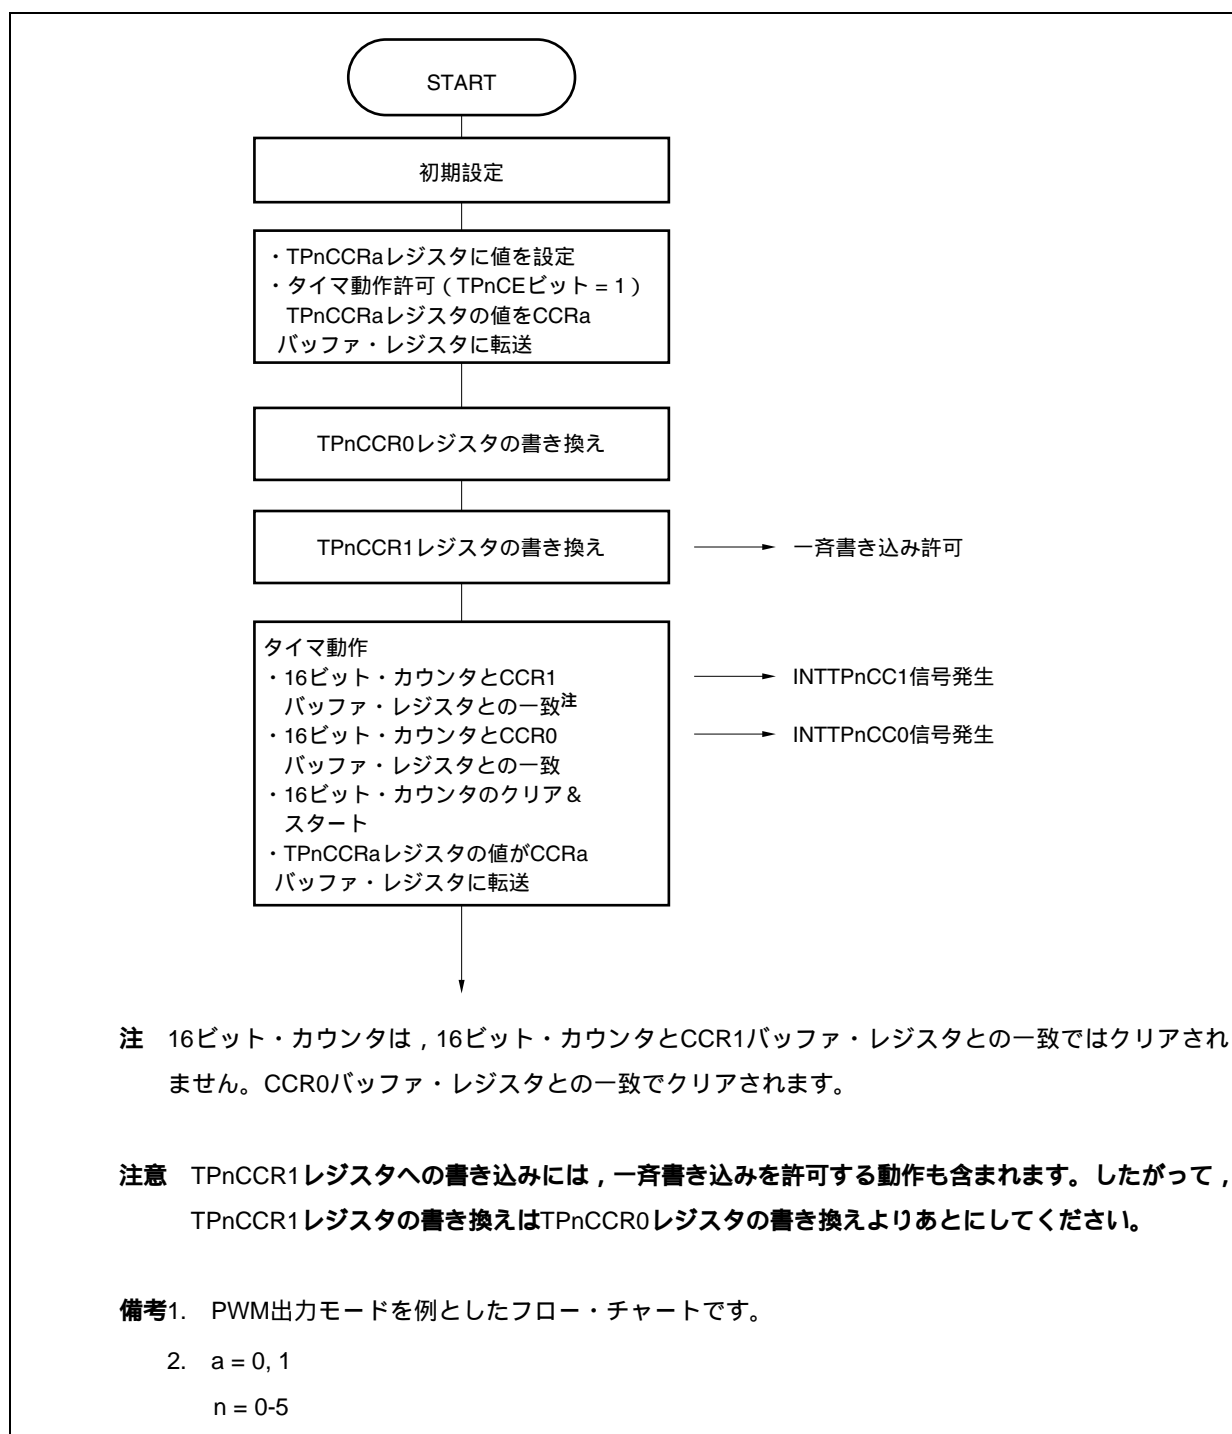 START
初期設定
・TPnCCRaレジスタに値を設定
・タイマ動作許可（TPnCEビット = 1）
TPnCCRaレジスタの値をCCRa
バッファ・レジスタに転送
TPnCCR0レジスタの書き換え
TPnCCR1レジスタの書き換え
一斉書き込み許可
タイマ動作
・16ビット・カウンタとCCR1
バッファ・レジスタとの一致注
INTTPnCC1信号発生
・16ビット・カウンタとCCR0
バッファ・レジスタとの一致
INTTPnCC0信号発生
・16ビット・カウンタのクリア＆
スタート
・TPnCCRaレジスタの値がCCRa
バッファ・レジスタに転送
注 16ビット・カウンタは，16ビット・カウンタとCCR1バッファ・レジスタとの一致ではクリアされ
ません。CCR0バッファ・レジスタとの一致でクリアされます。
注意 TPnCCR1レジスタへの書き込みには，一斉書き込みを許可する動作も含まれます。したがって，
TPnCCR1レジスタの書き換えはTPnCCR0レジスタの書き換えよりあとにしてください。
備考1. PWM出力モードを例としたフロー・チャートです。
2. a = 0, 1
n = 0-5